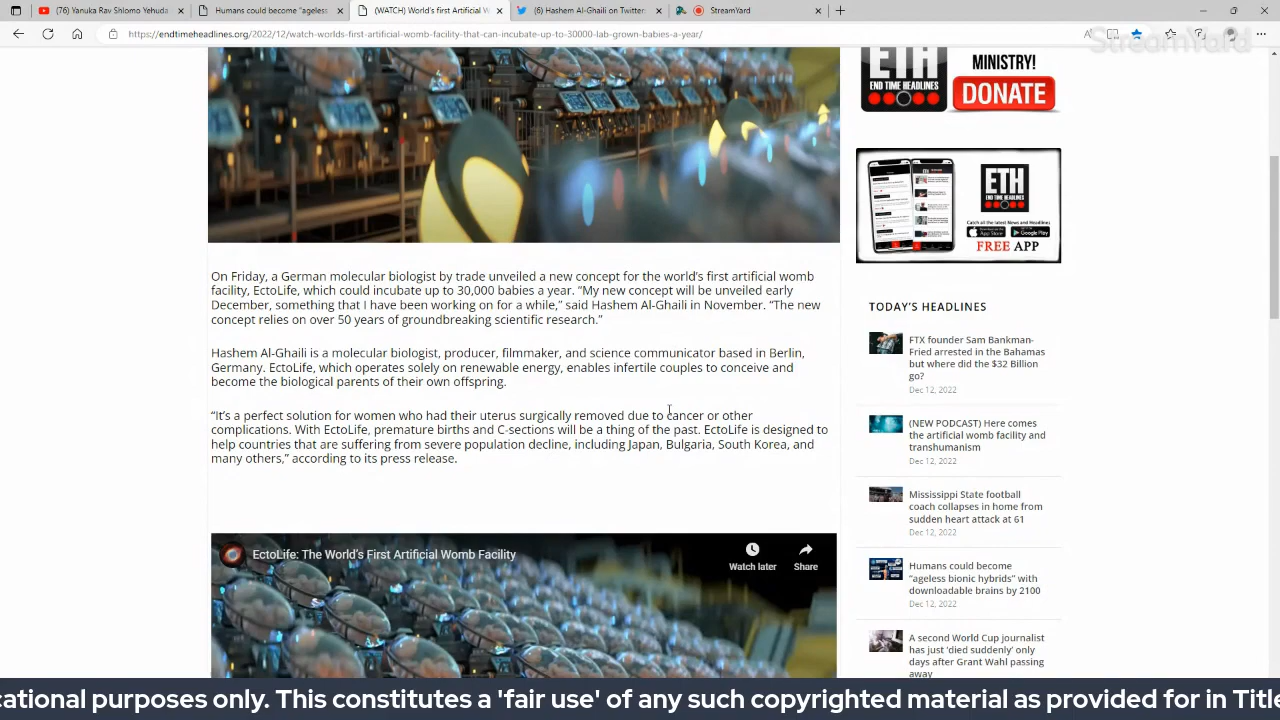 (76) Yanuka Rav Shlomo Yehuda
Humans could become "ageless
(WATCH) World's first Artificial W
(6) Hashem Al-Ghaili on Twitter:
StreamYard
https://endtimeheadlines.org/2022/12/watch-worlds-first-artificial-womb-facility-that-can-incubate-up-to-30000-lab-grown-babies-a-year/
StreamYard
ETH
END TIME HEADLINES
MINISTRY!
DONATE
ETH
Catch all the latest News and Headlines
App Store
Google Play
FREE APP
On Friday, a German molecular biologist by trade unveiled a new concept for the world's first artificial womb
facility, EctoLife, which could incubate up to 30,000 babies a year. "My new concept will be unveiled early
December, something that I have been working on for a while," said Hashem Al-Ghaili in November. "The new
concept relies on over 50 years of groundbreaking scientific research."
Hashem Al-Ghaili is a molecular biologist, producer, filmmaker, and science communicator based in Berlin,
Germany. EctoLife, which operates solely on renewable energy, enables infertile couples to conceive and
become the biological parents of their own offspring.
"It's a perfect solution for women who had their uterus surgically removed due to cancer or other
complications. With EctoLife, premature births and C-sections will be a thing of the past. EctoLife is designed to
help countries that are suffering from severe population decline, including Japan, Bulgaria, South Korea, and
many others," according to its press release.
EctoLife: The World's First Artificial Womb Facility
Watch later
Share
TODAY'S HEADLINES
FTX founder Sam Bankman-
Fried arrested in the Bahamas
but where did the $32 Billion
go?
Dec 12, 2022
(NEW PODCAST) Here comes
the artificial womb facility and
transhumanism
Dec 12, 2022
Mississippi State football
coach collapses in home from
sudden heart attack at 61
Dec 12, 2022
Humans could become
"ageless bionic hybrids" with
downloadable brains by 2100
Dec 12, 2022
A second World Cup journalist
has just 'died suddenly' only
days after Grant Wahl passing
away
cational purposes only. This constitutes a 'fair use' of any such copyrighted material as provided for in Title